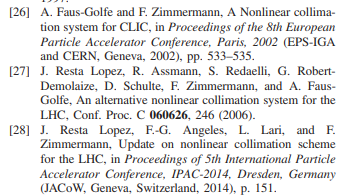 [26] A. Faus-Golfe and F. Zimmermann, A Nonlinear collima-
tion system for CLIC, in Proceedings of the 8th European
Particle Accelerator Conference, Paris, 2002 (EPS-IGA
and CERN, Geneva, 2002), pp. 533–535.
[27] J. Resta Lopez, R. Assmann, S. Redaelli, G. Robert-
Demolaize, D. Schulte, F. Zimmermann, and A. Faus-
Golfe, An alternative nonlinear collimation system for the
LHC, Conf. Proc. C 060626, 246 (2006).
[28] J. Resta Lopez, F.-G. Angeles, L. Lari, and F.
Zimmermann, Update on nonlinear collimation scheme
for the LHC, in Proceedings of 5th International Particle
Accelerator Conference, IPAC-2014, Dresden, Germany
(JACoW, Geneva, Switzerland, 2014), p. 151.